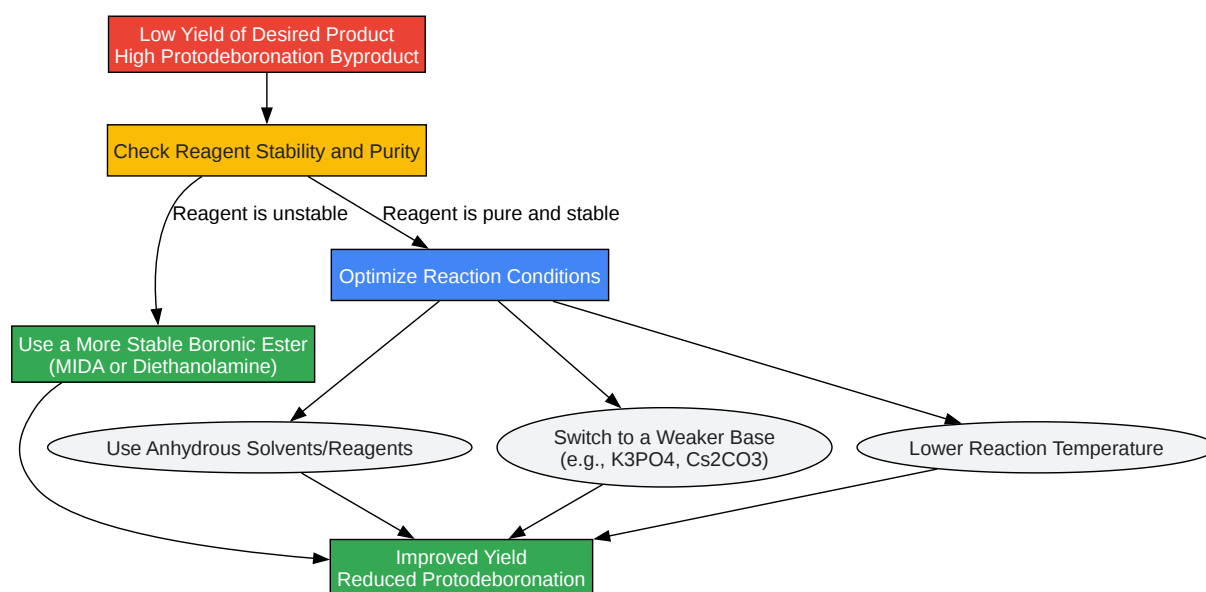 Low Yield of Desired Product
High Protodeboronation Byproduct
Check Reagent Stability and Purity
Reagent is unstable
Reagent is pure and stable
Optimize Reaction Conditions
Use a More Stable Boronic Ester
(MIDA or Diethanolamine)
Use Anhydrous Solvents/Reagents
Switch to a Weaker Base
(e.g., K3PO4, Cs2CO3)
Lower Reaction Temperature
Improved Yield
Reduced Protodeboronation